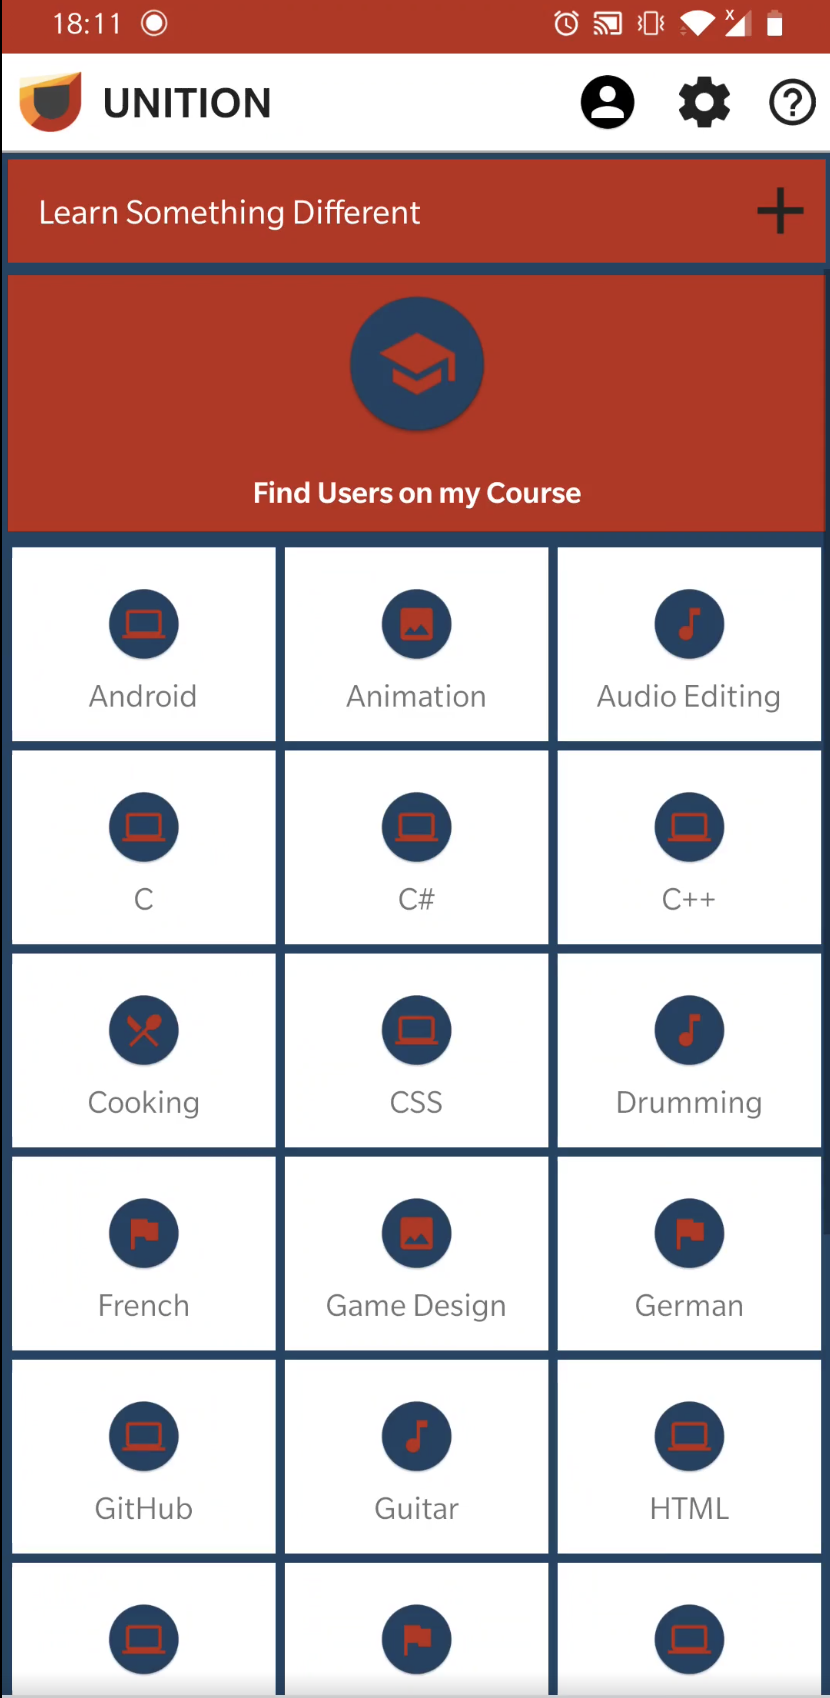 18:11
UNITION
Learn Something Different
Find Users on my Course
Android
Animation
Audio Editing
C
C#
C++
Cooking
CSS
Drumming
French
Game Design
German
GitHub
Guitar
HTML